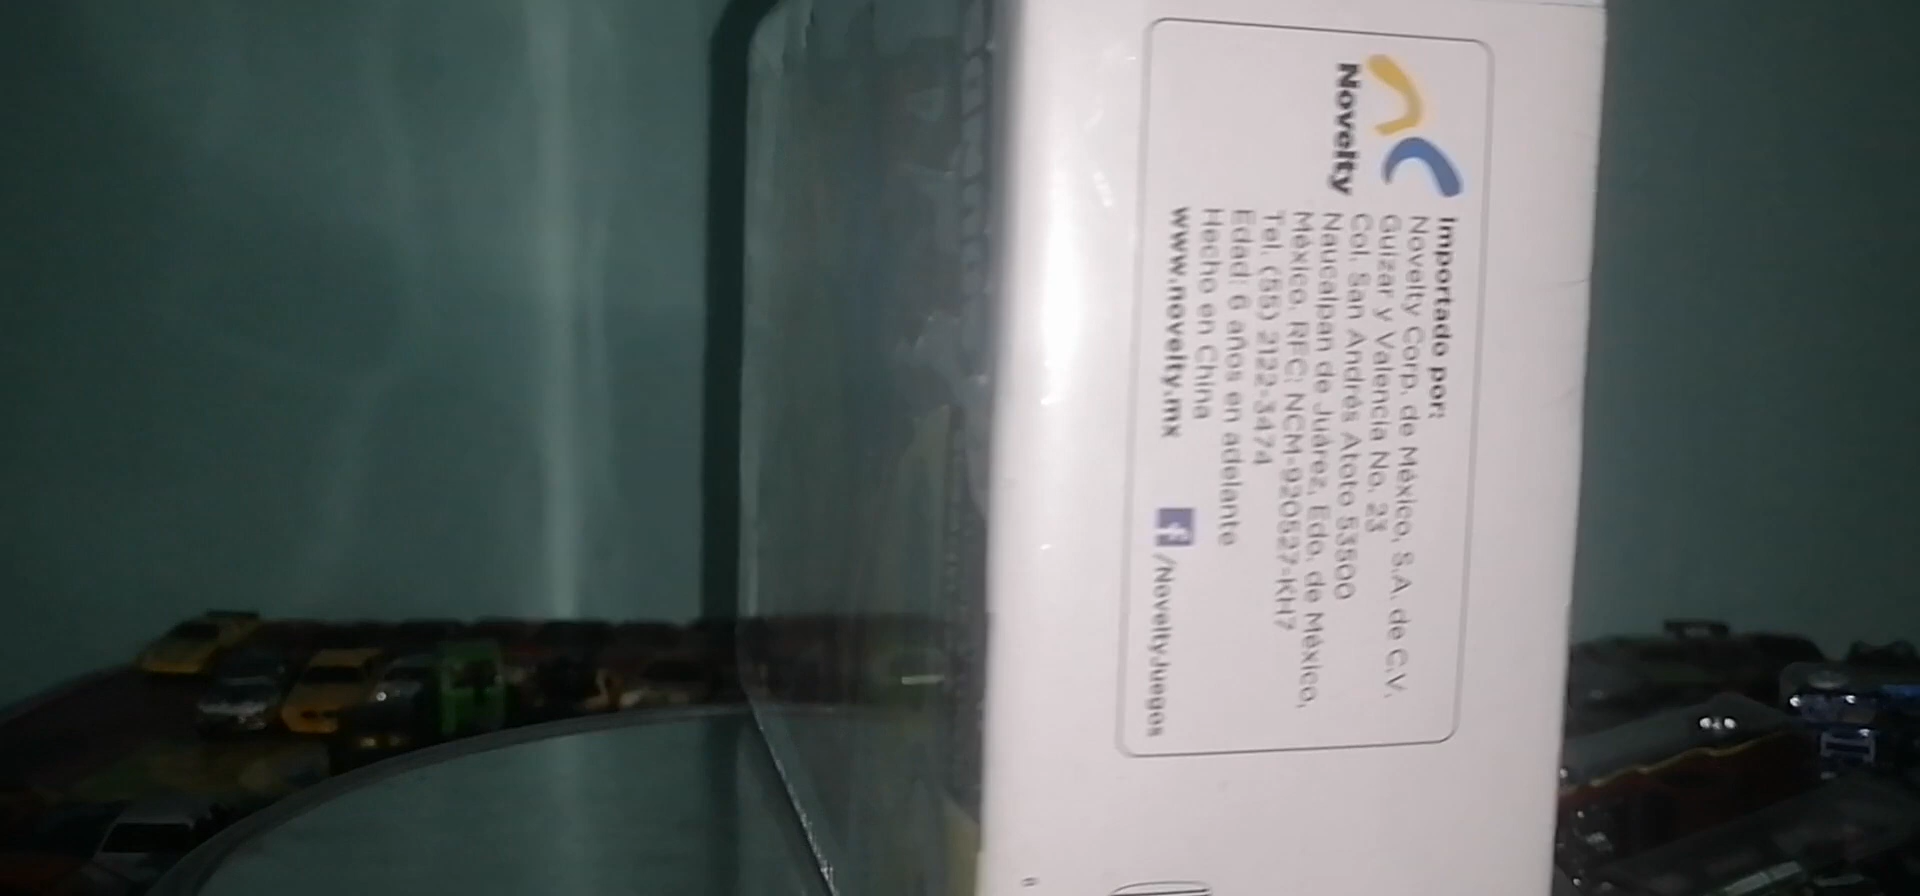 Novelty
Importado por:
Novelty Corp. de México, S.A. de C.V.
Guizar y Valencia No. 23
Col. San Andrés Atoto 53500
Naucalpan de Juárez, Edo. de México,
México. RFC: NCM-920527-KH7
Tel. (55) 2122-3474
Edad: 6 años en adelante
Hecho en China
www.novelty.mx
f /NoveltyJuegos